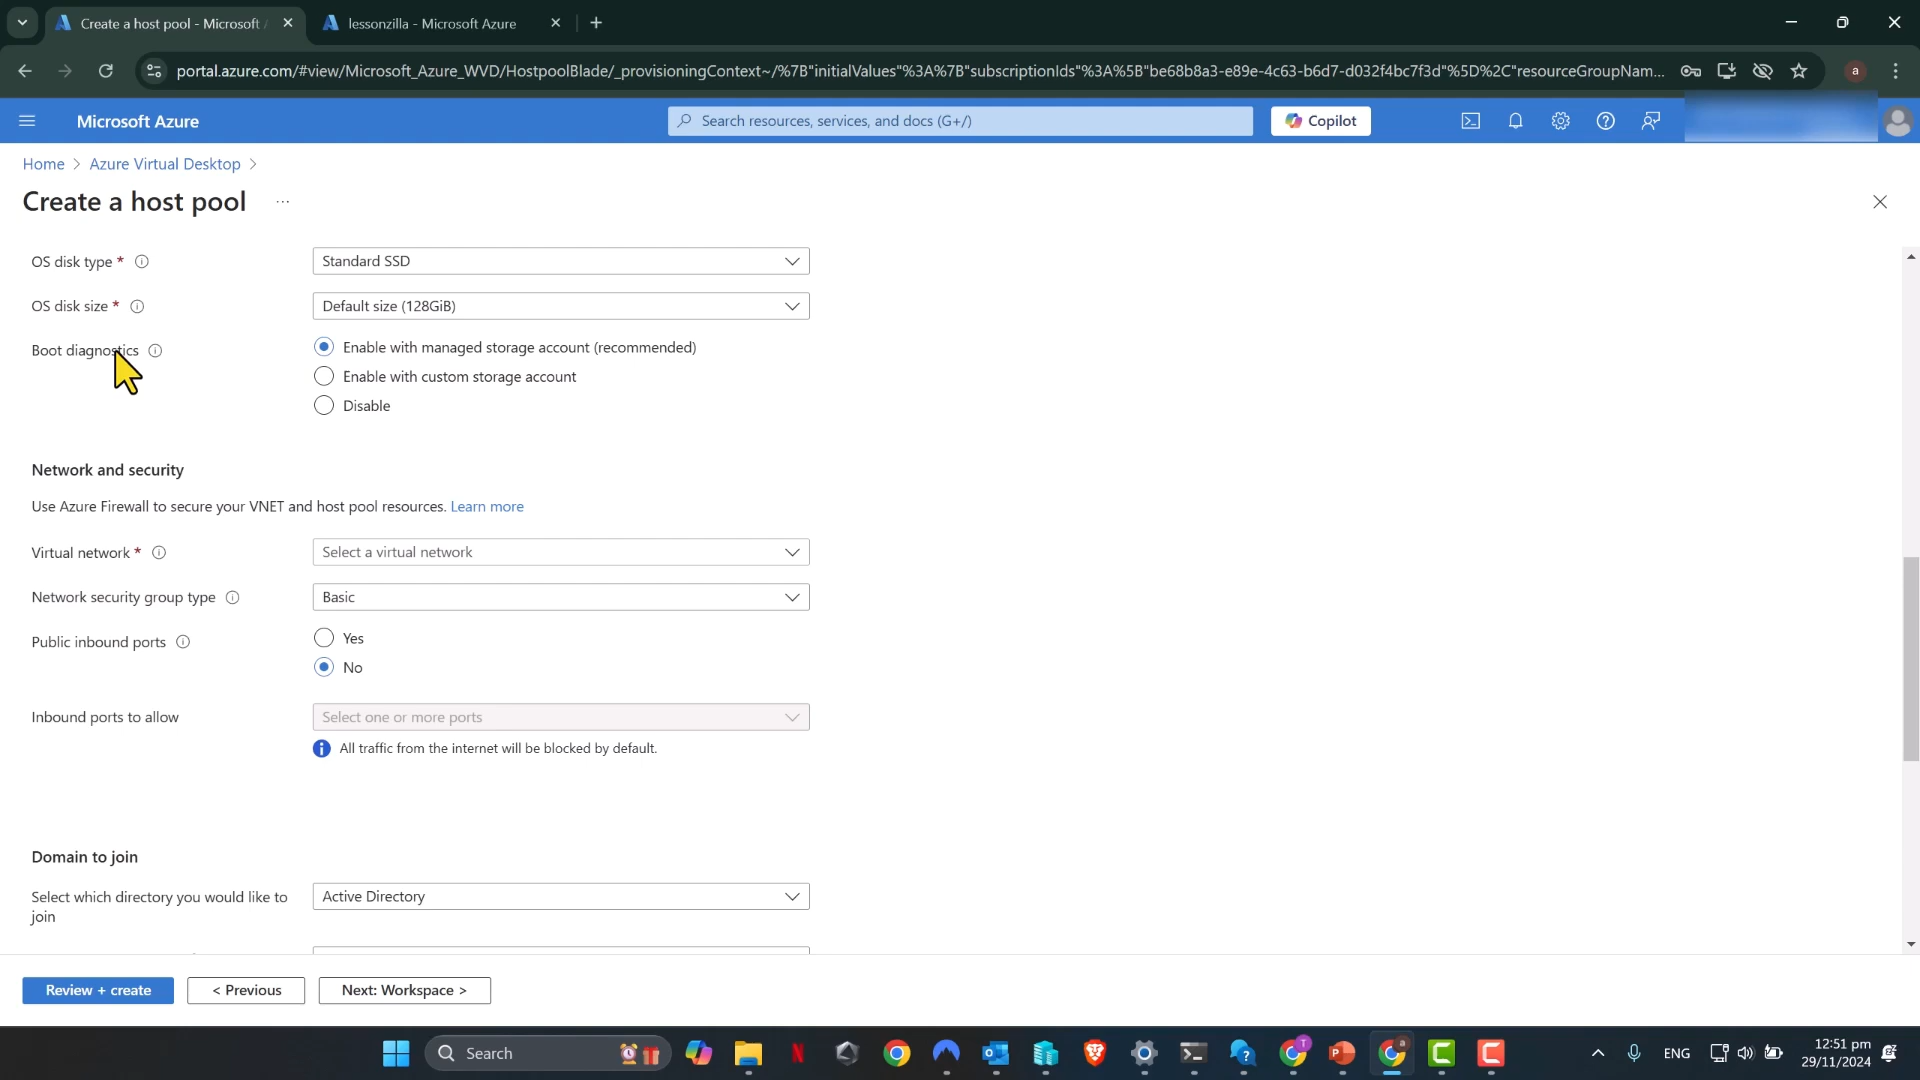 Create a host pool - Microsoft A
lessonzilla - Microsoft Azure
portal.azure.com/#view/Microsoft_Azure_WVD/HostpoolBlade/_provisioningContext~/%7B"initialValues"%3A%7B"subscriptionIds"%3A%5B"be68b8a3-e89e-4c63-b6d7-d032f4bc7f3d"%5D%2C"resourceGroupNam...
a
Microsoft Azure
Search resources, services, and docs (G+/)
Copilot
Home > Azure Virtual Desktop >
Create a host pool ...
OS disk type *
Standard SSD
OS disk size *
Default size (128GiB)
Boot diagnostics
Enable with managed storage account (recommended)
Enable with custom storage account
Disable
Network and security
Use Azure Firewall to secure your VNET and host pool resources. Learn more
Virtual network *
Select a virtual network
Network security group type
Basic
Public inbound ports
Yes
No
Inbound ports to allow
Select one or more ports
All traffic from the internet will be blocked by default.
Domain to join
Select which directory you would like to
join
Active Directory
Review + create
< Previous
Next: Workspace >
Search
ENG
12:51 pm
29/11/2024